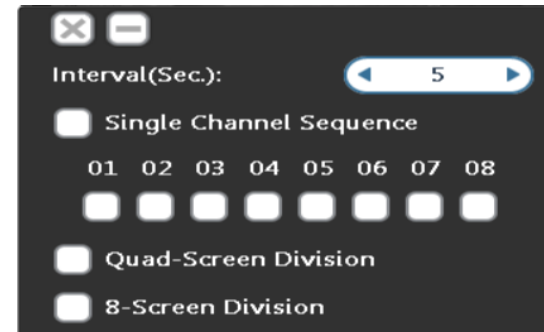 Interval(Sec.): 5
Single Channel Sequence
01 02 03 04 05 06 07 08
Quad-Screen Division
8-Screen Division